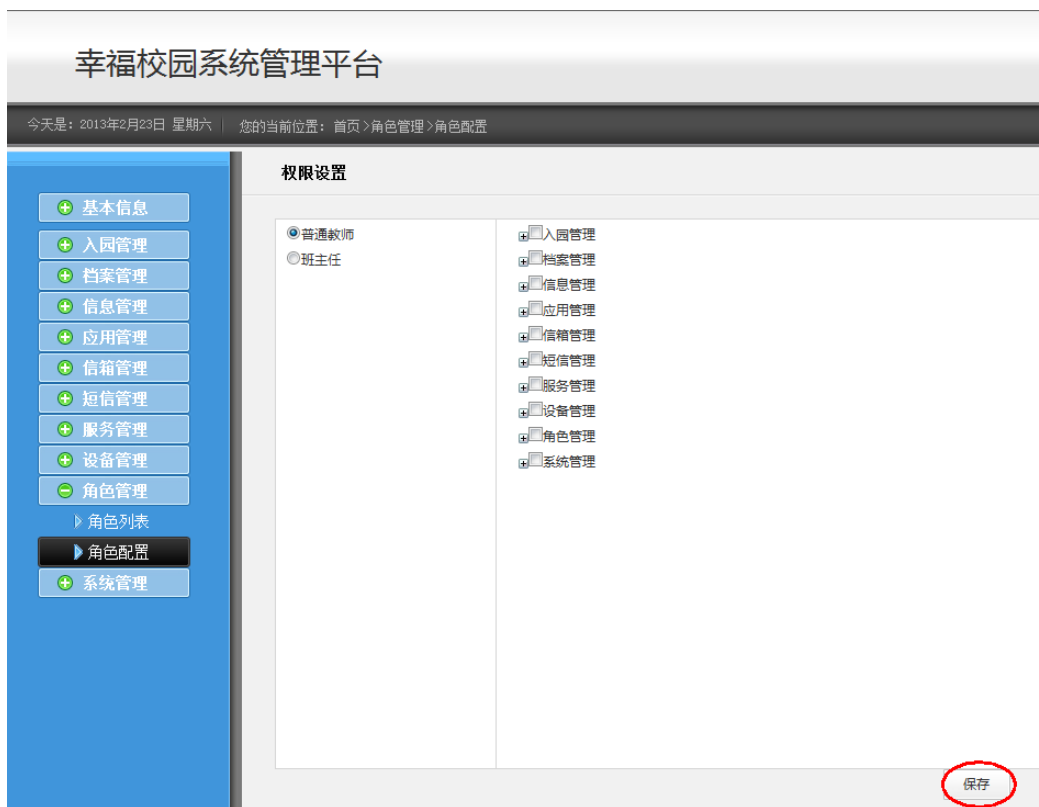 幸福校园系统管理平台
今天是：2013年2月23日 星期六 | 您的当前位置：首页>角色管理>角色配置
基本信息
入园管理
档案管理
信息管理
应用管理
信箱管理
短信管理
服务管理
设备管理
角色管理
角色列表
角色配置
系统管理
权限设置
普通教师
班主任
入园管理
档案管理
信息管理
应用管理
信箱管理
短信管理
服务管理
设备管理
角色管理
系统管理
保存